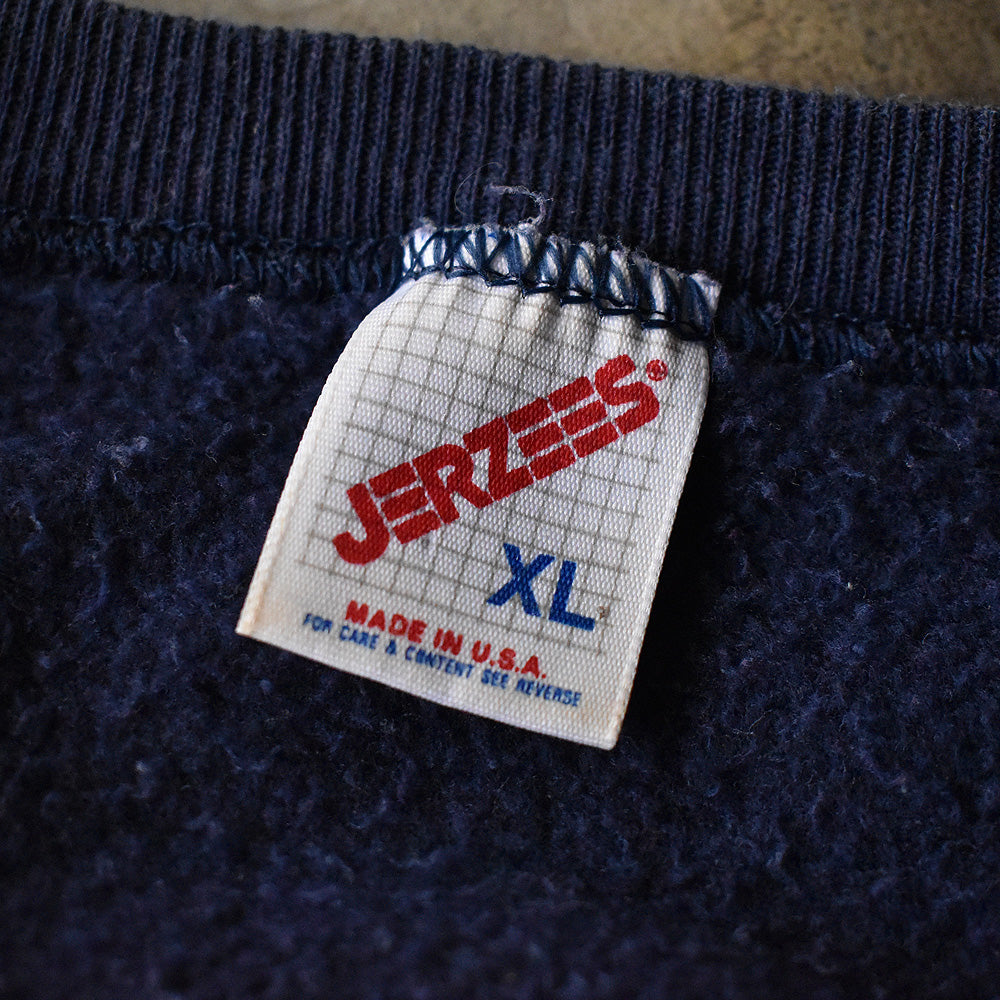 JERZEES®
XL
MADE IN U.S.A.
FOR CARE & CONTENT SEE REVERSE